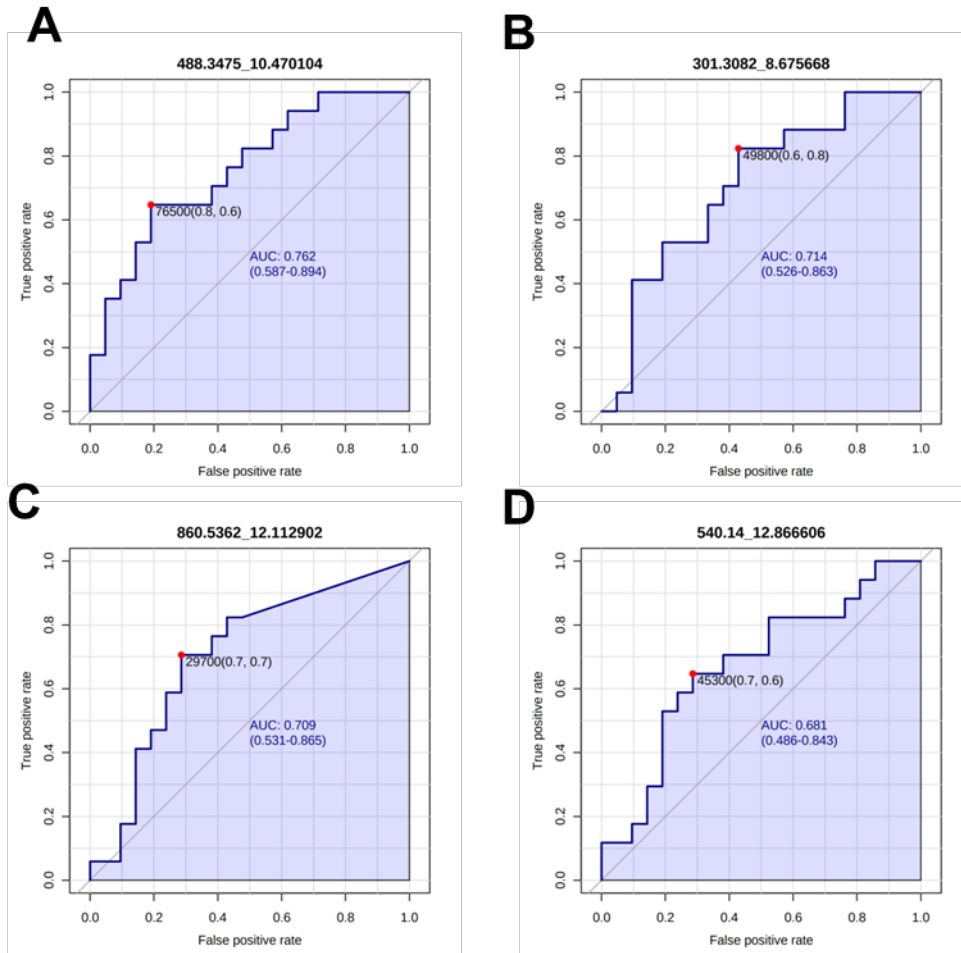 A
488.3475_10.470104
True positive rate
1.0
0.8
0.6
0.4
0.2
0.0
76500(0.8, 0.6)
AUC: 0.762
(0.587-0.894)
0.0 0.2 0.4 0.6 0.8 1.0
False positive rate
B
301.3082_8.675668
True positive rate
1.0
0.8
0.6
0.4
0.2
0.0
49800(0.6, 0.8)
AUC: 0.714
(0.526-0.863)
0.0 0.2 0.4 0.6 0.8 1.0
False positive rate
C
860.5362_12.112902
True positive rate
1.0
0.8
0.6
0.4
0.2
0.0
29700(0.7, 0.7)
AUC: 0.709
(0.531-0.865)
0.0 0.2 0.4 0.6 0.8 1.0
False positive rate
D
540.14_12.866606
True positive rate
1.0
0.8
0.6
0.4
0.2
0.0
45300(0.7, 0.6)
AUC: 0.681
(0.486-0.843)
0.0 0.2 0.4 0.6 0.8 1.0
False positive rate